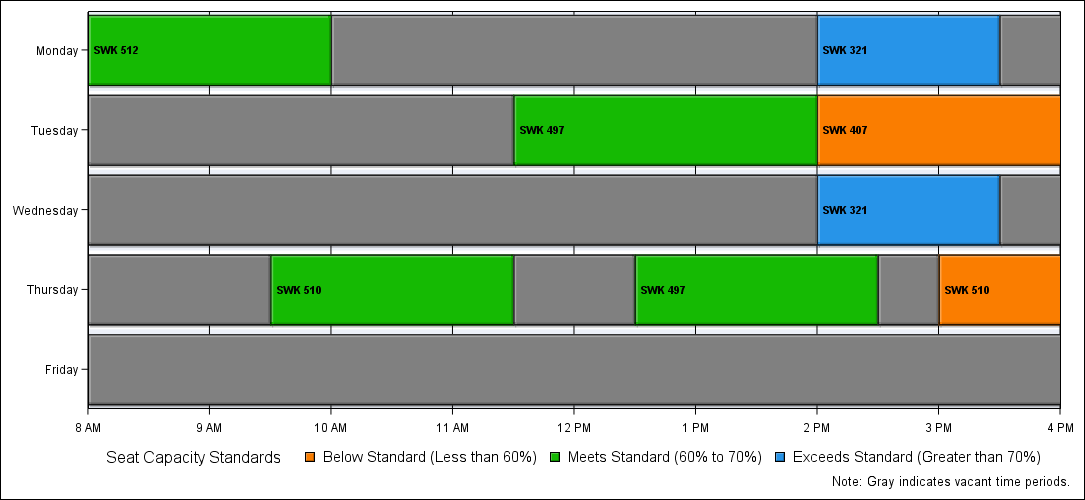 Monday
SWK 512
SWK 321
Tuesday
SWK 497
SWK 407
Wednesday
SWK 321
Thursday
SWK 510
SWK 497
SWK 510
Friday
8 AM 9 AM 10 AM 11 AM 12 PM 1 PM 2 PM 3 PM 4 PM
Seat Capacity Standards Below Standard (Less than 60%) Meets Standard (60% to 70%) Exceeds Standard (Greater than 70%)
Note: Gray indicates vacant time periods.